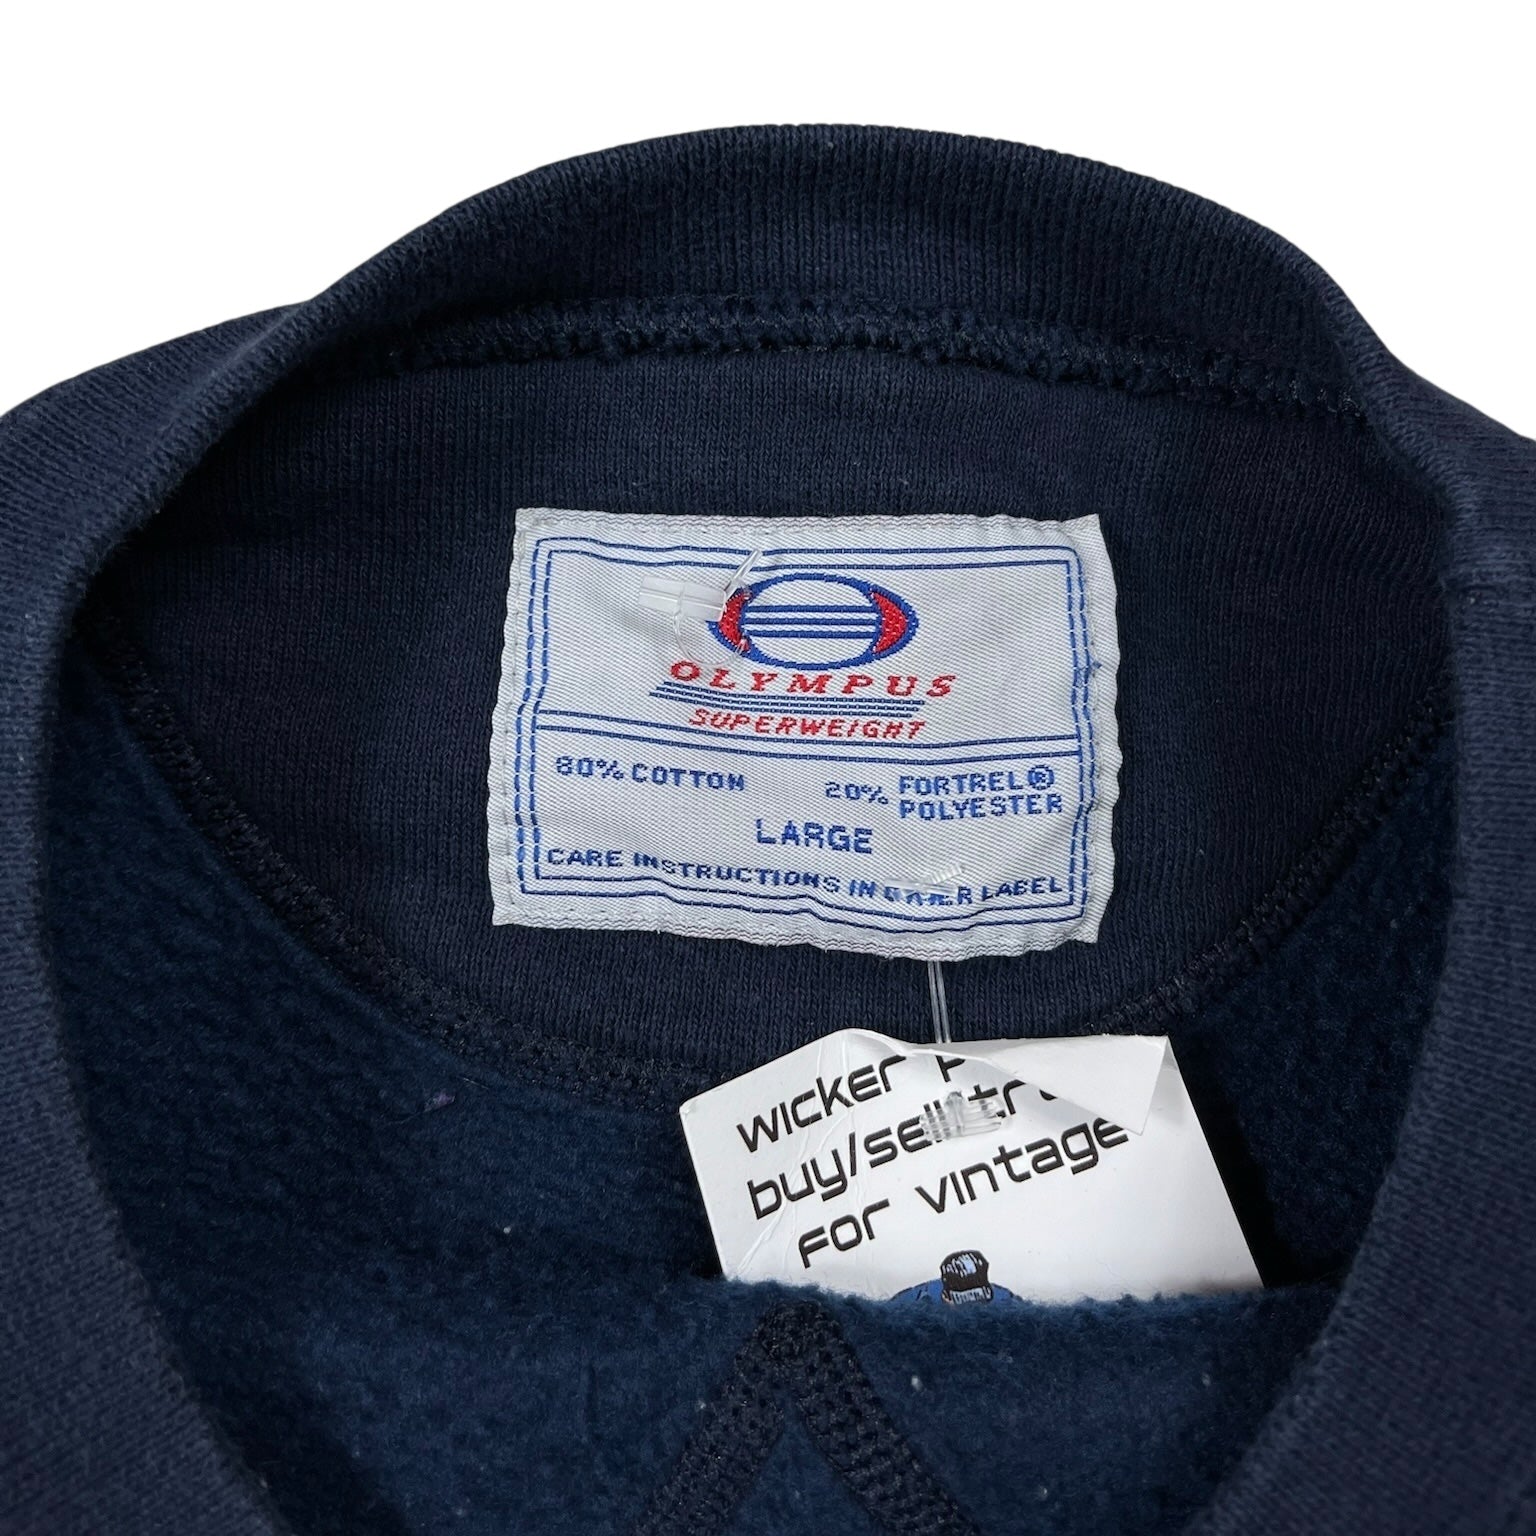 OLYMPUS
SUPERWEIGHT
80% COTTON 20% FORTREL®
POLYESTER
LARGE
CARE INSTRUCTIONS IN LABEL
WICKER
buy/sell/
FOR VINTAGE